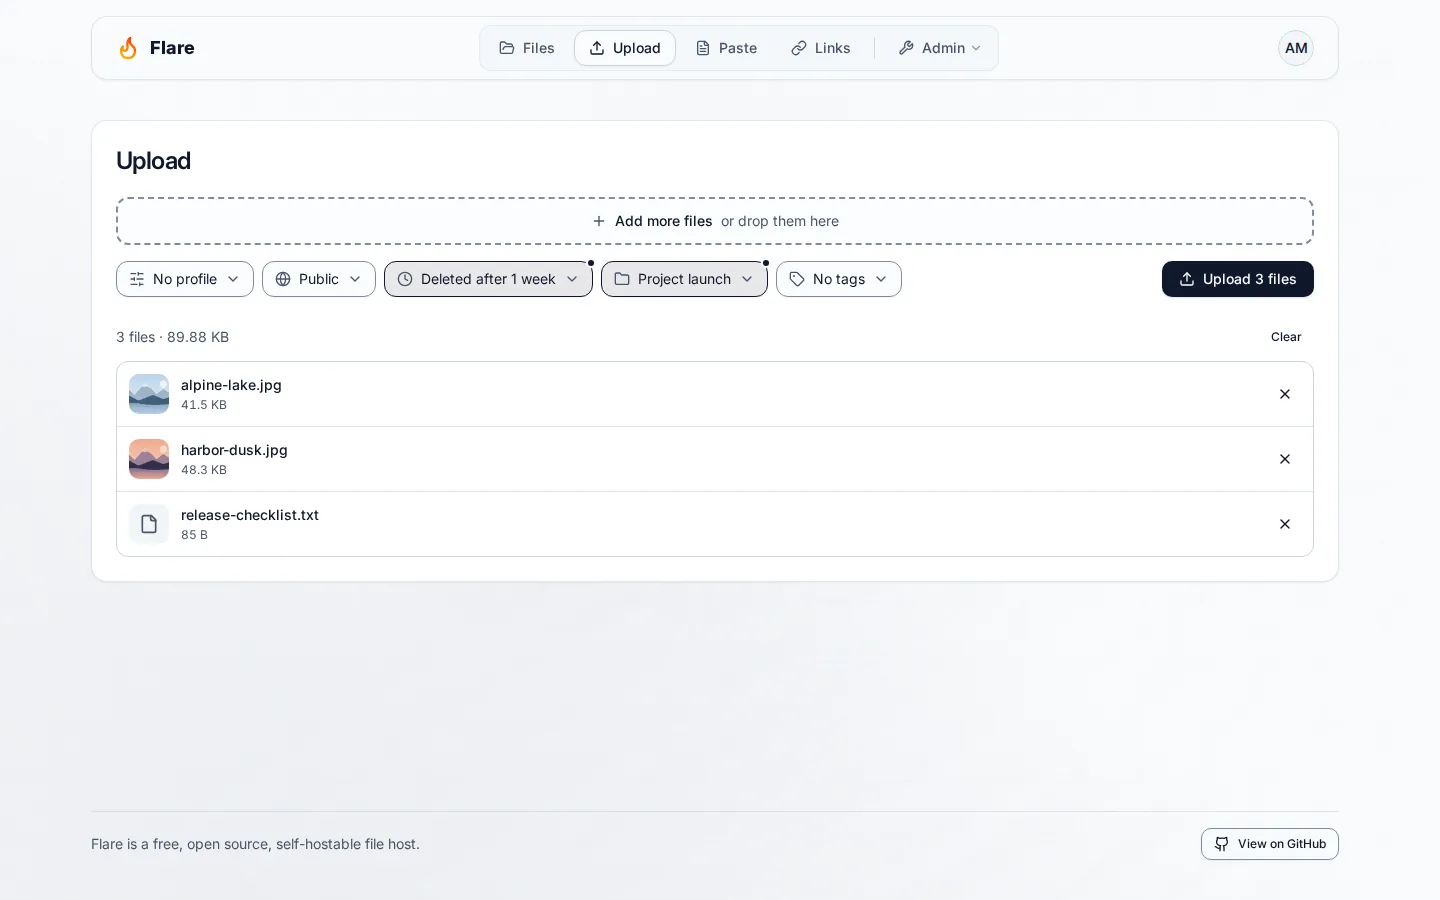 Flare
Files
Upload
Paste
Links
Admin
AM
Upload
Add more files or drop them here
No profile
Public
Deleted after 1 week
Project launch
No tags
Upload 3 files
3 files · 89.88 KB
Clear
alpine-lake.jpg
41.5 KB
harbor-dusk.jpg
48.3 KB
release-checklist.txt
85 B
Flare is a free, open source, self-hostable file host.
View on GitHub